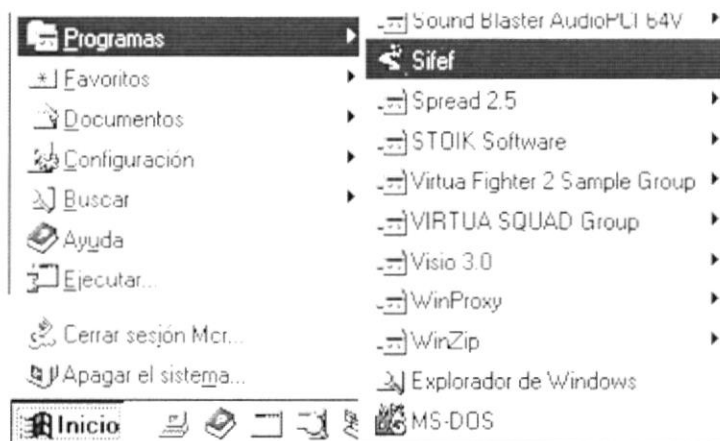 Programas
Favoritos
Documentos
Configuración
Buscar
Ayuda
Ejecutar...
Cerrar sesión Mcr...
Apagar el sistema...
Inicio
Sound Blaster AudioPCI 64V
Sifef
Spread 2.5
STOIK Software
Virtua Fighter 2 Sample Group
VIRTUA SQUAD Group
Visio 3.0
WinProxy
WinZip
Explorador de Windows
MS-DOS